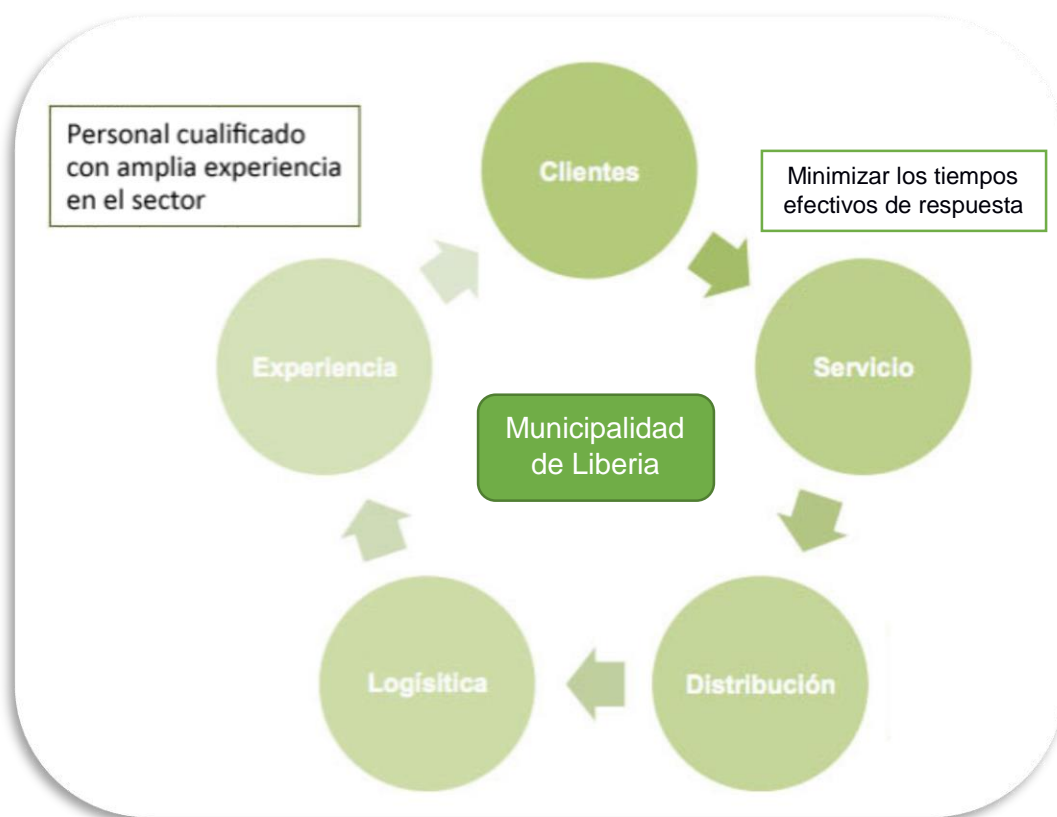 Personal cualificado
con amplia experiencia
en el sector
Clientes
Minimizar los tiempos
efectivos de respuesta
Experiencia
Servicio
Municipalidad
de Liberia
Logísitica
Distribución